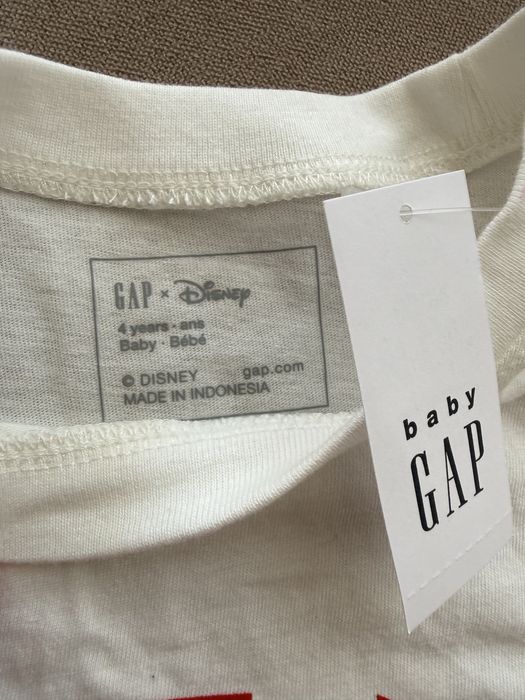 GAP × Disney
4 years · ans
Baby · Bébé
© DISNEY gap.com
MADE IN INDONESIA
baby
GAP